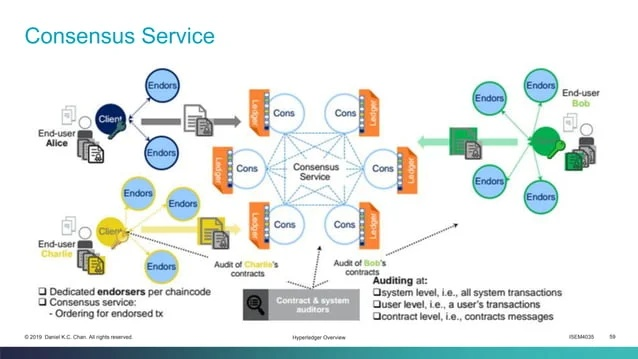 Consensus Service
Endors
Endors
Client
End-user
Alice
Endors
Endors
Endors
Client
End-user
Charlie
Endors
Ledger
Cons
Cons
Ledger
Ledger
Cons
Consensus
Service
Cons
Ledger
Ledger
Cons
Cons
Ledger
Endors
Endors
End-user
Bob
Endors
Endors
Endors
Audit of Charlie's
contracts
Audit of Bob's
contracts
Contract & system
auditors
❑ Dedicated endorsers per chaincode
❑ Consensus service:
- Ordering for endorsed tx
Auditing at:
❑system level, i.e., all system transactions
❑user level, i.e., a user's transactions
❑contract level, i.e., contracts messages
© 2019 Daniel K.C. Chan. All rights reserved.
Hyperledger Overview
ISEM4035
59